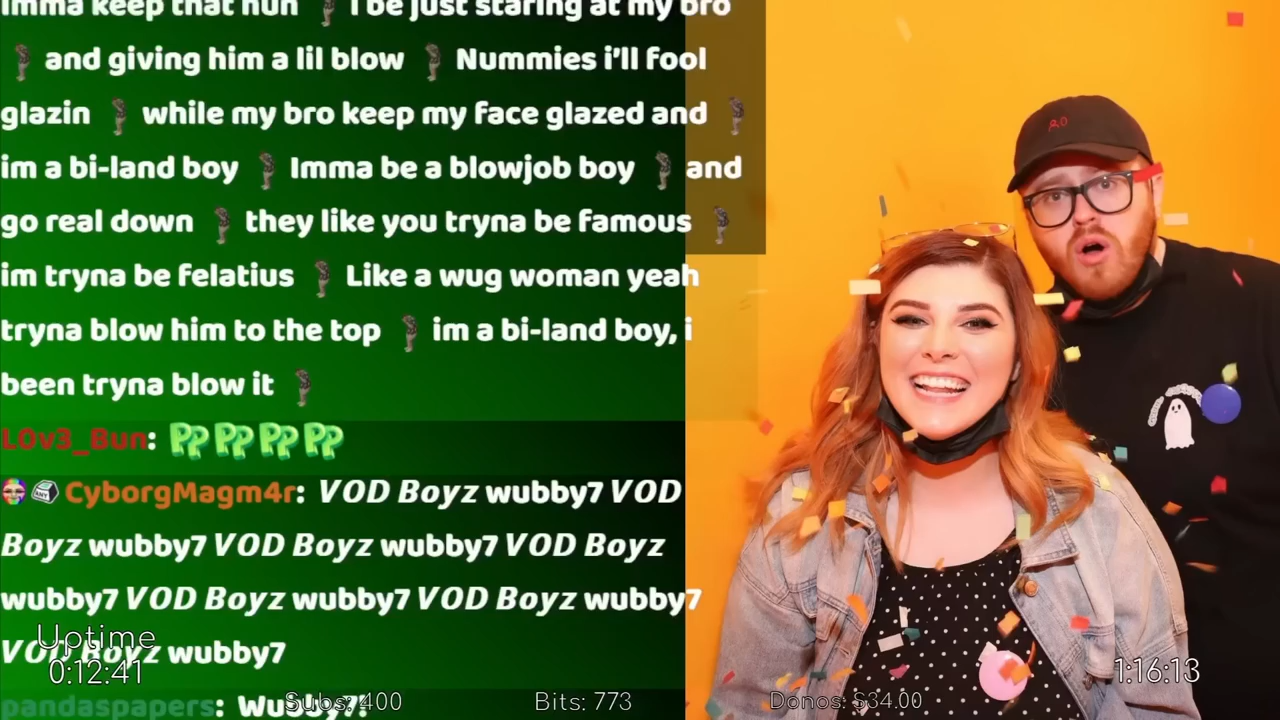 imma keep that huh I be just staring at my bro
and giving him a lil blow Nummies i'll fool
glazin while my bro keep my face glazed and
im a bi-land boy Imma be a blowjob boy and
go real down they like you tryna be famous
im tryna be felatius Like a wug woman yeah
tryna blow him to the top im a bi-land boy, i
been tryna blow it
L0v3_Bun:
CyborgMagm4r: VOD Boyz wubby7 VOD
Boyz wubby7 VOD Boyz wubby7 VOD Boyz
wubby7 VOD Boyz wubby7 VOD Boyz wubby7
VOD Boyz wubby7
pandaspapers: Wubby7?
Uptime
0:12:41
Subs: 400
Bits: 773
Donos: $34.00
1:16:13